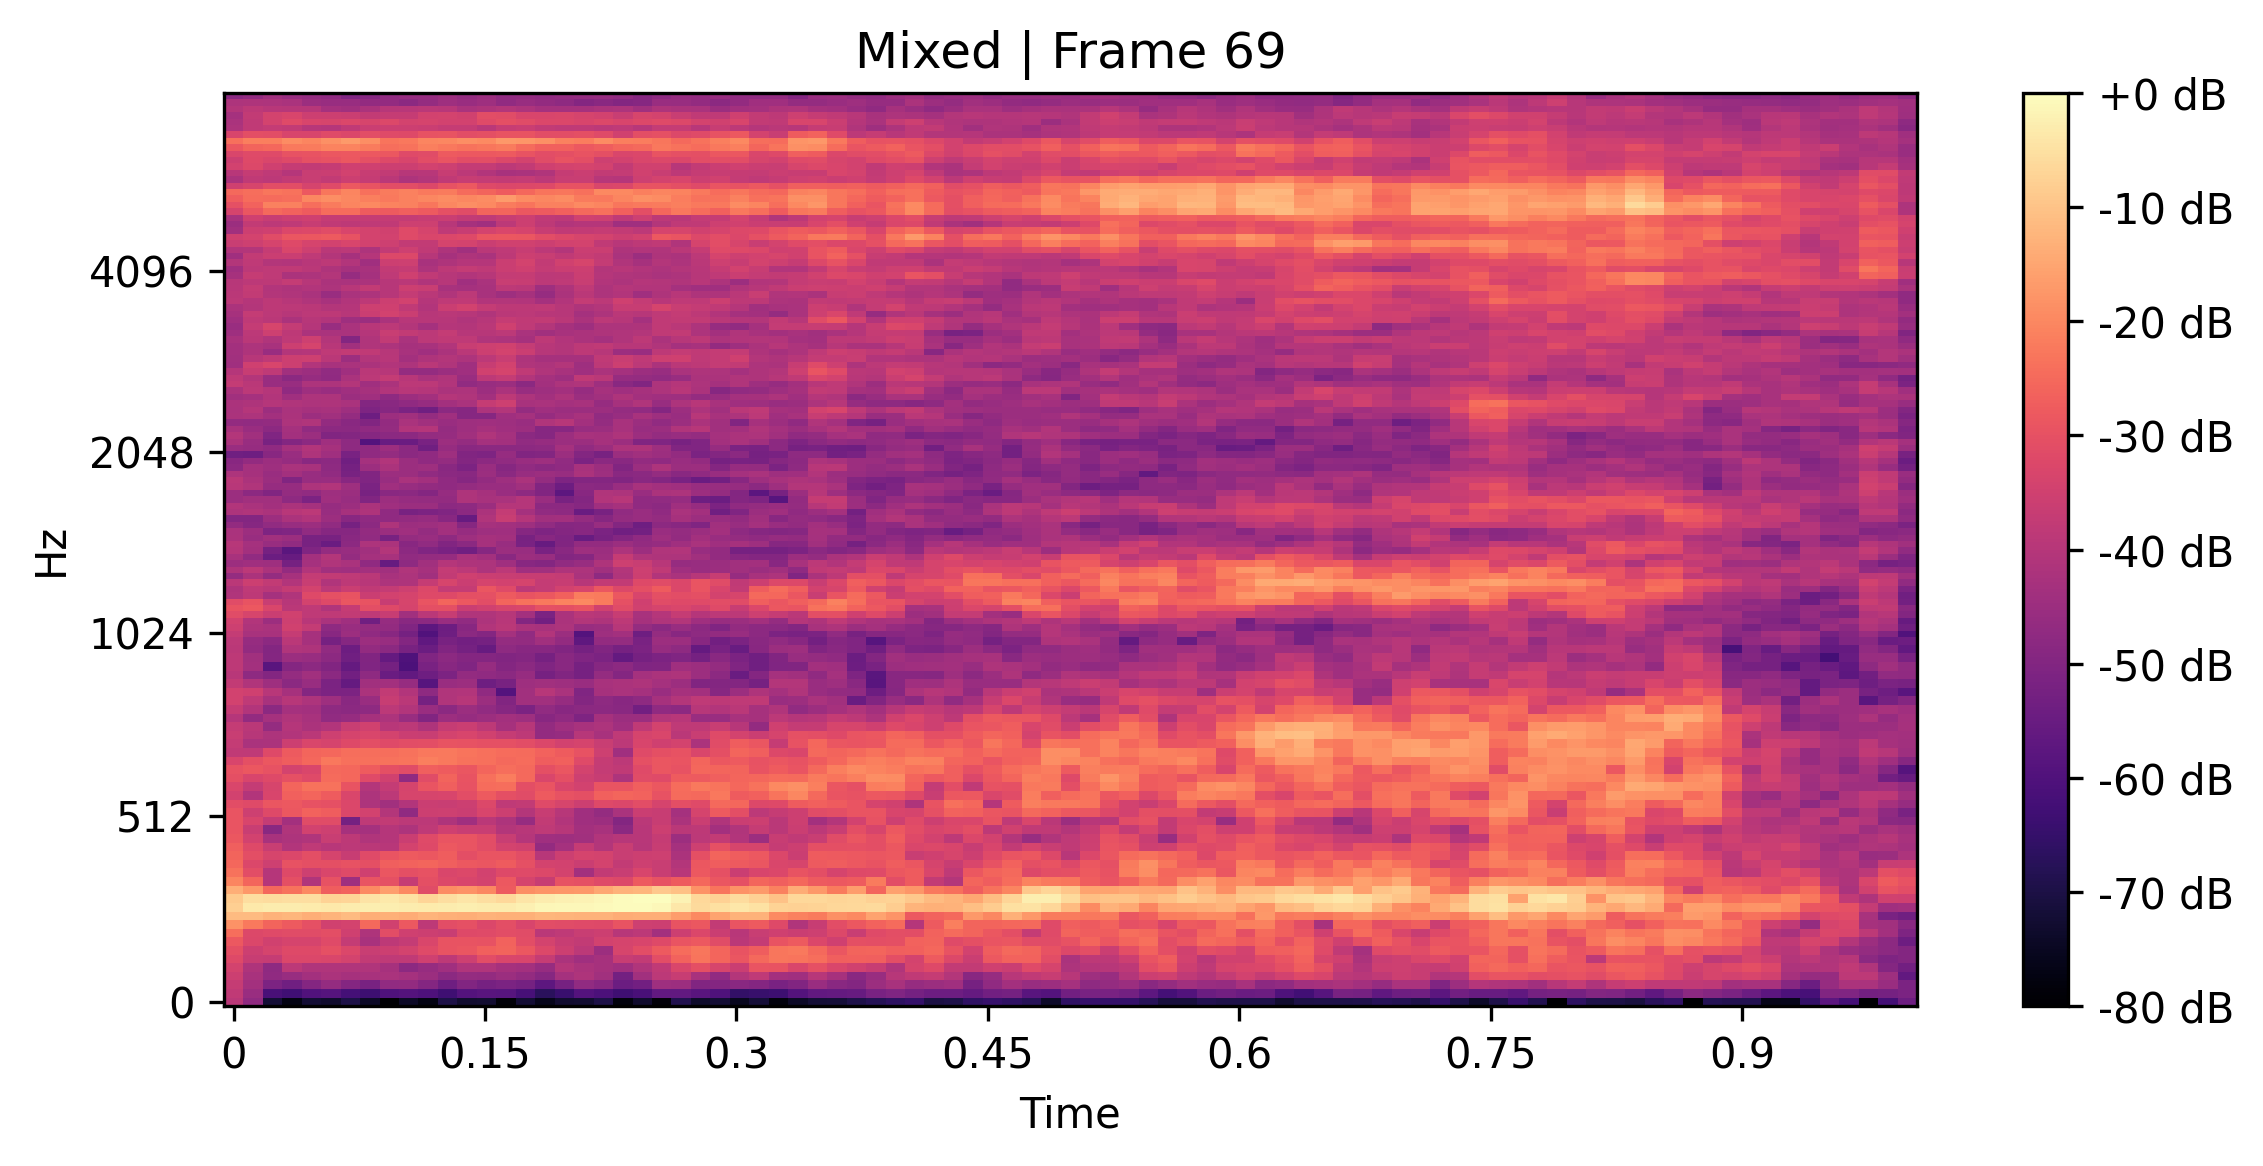 Mixed | Frame 69
+0 dB
-10 dB
-20 dB
-30 dB
-40 dB
-50 dB
-60 dB
-70 dB
-80 dB
Hz
4096
2048
1024
512
0
0 0.15 0.3 0.45 0.6 0.75 0.9
Time